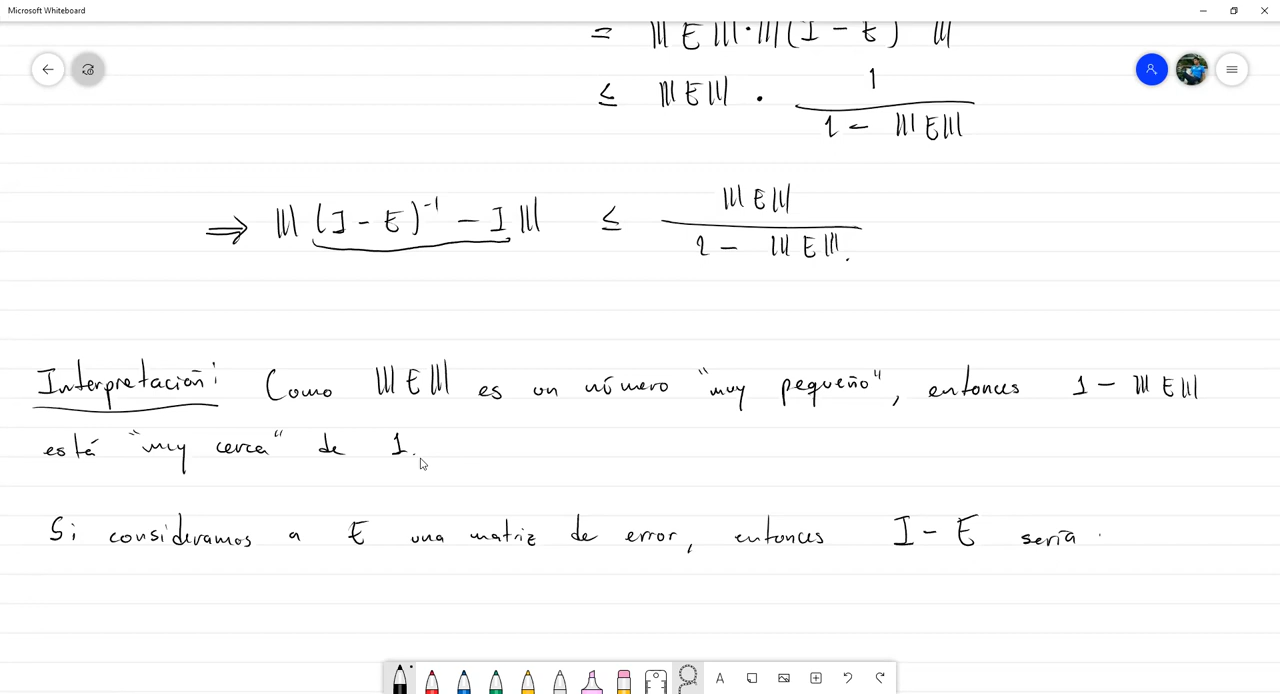 Microsoft Whiteboard
= |||E|||·|||(I - E) |||
≤ |||E||| · 1 / (1 - |||E|||)
⇒ |||(I - E)^-1 - I||| ≤ |||E||| / (1 - |||E|||).
Interpretación: Como |||E||| es un número "muy pequeño", entonces 1 - |||E|||
está "muy cerca" de 1.
Si consideramos a E una matriz de error, entonces I - E sería
A